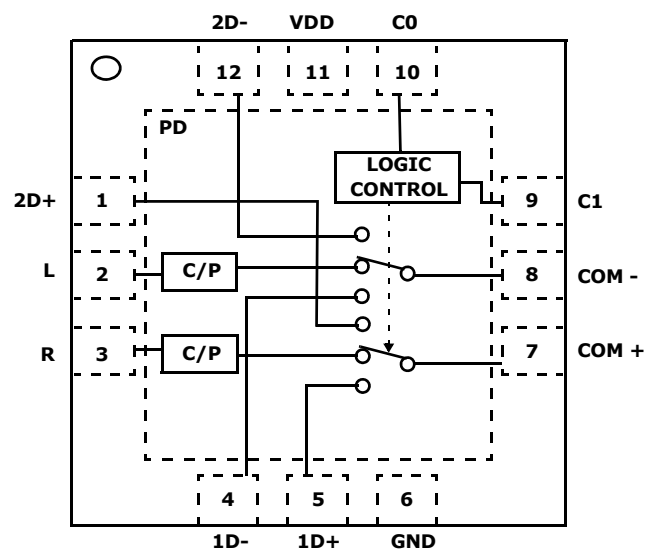 2D- VDD C0
12 11 10
PD
LOGIC
CONTROL
2D+ 1 9 C1
L 2 C/P 8 COM -
R 3 C/P 7 COM +
4 5 6
1D- 1D+ GND